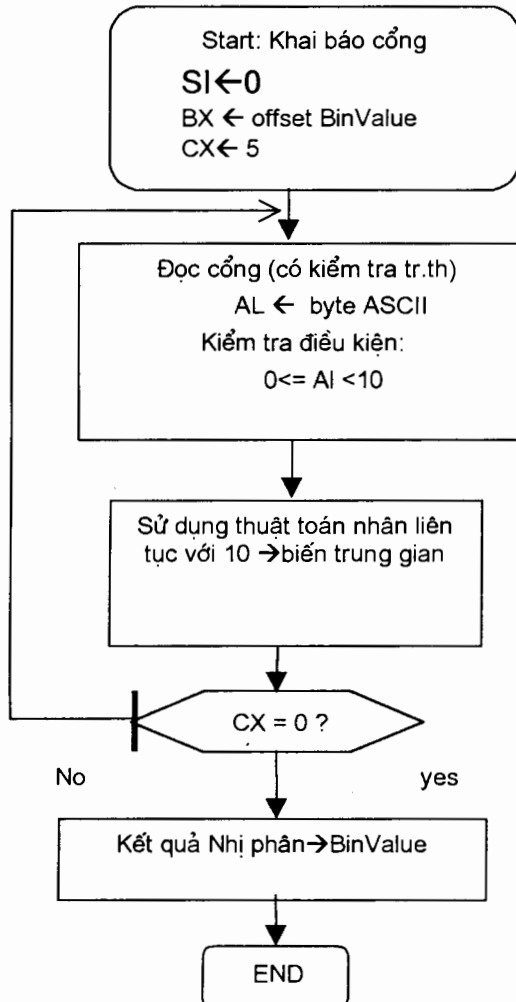 Start: Khai báo cổng
SI←0
BX ← offset BinValue
CX← 5
Đọc cổng (có kiểm tra tr.th)
AL ← byte ASCII
Kiểm tra điều kiện:
0<= Al <10
Sử dụng thuật toán nhân liên
tục với 10 →biến trung gian
CX = 0 ?
No
yes
Kết quả Nhị phân→BinValue
END